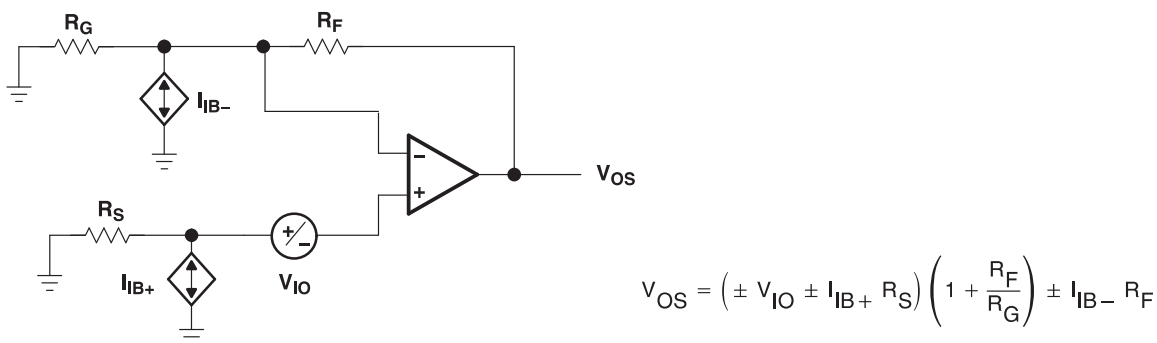 R_G
R_F
I_IB–
–
+
V_OS
R_S
+/–
I_IB+
V_IO
V_OS = (± V_IO ± I_IB+ R_S) (1 + R_F/R_G) ± I_IB– R_F